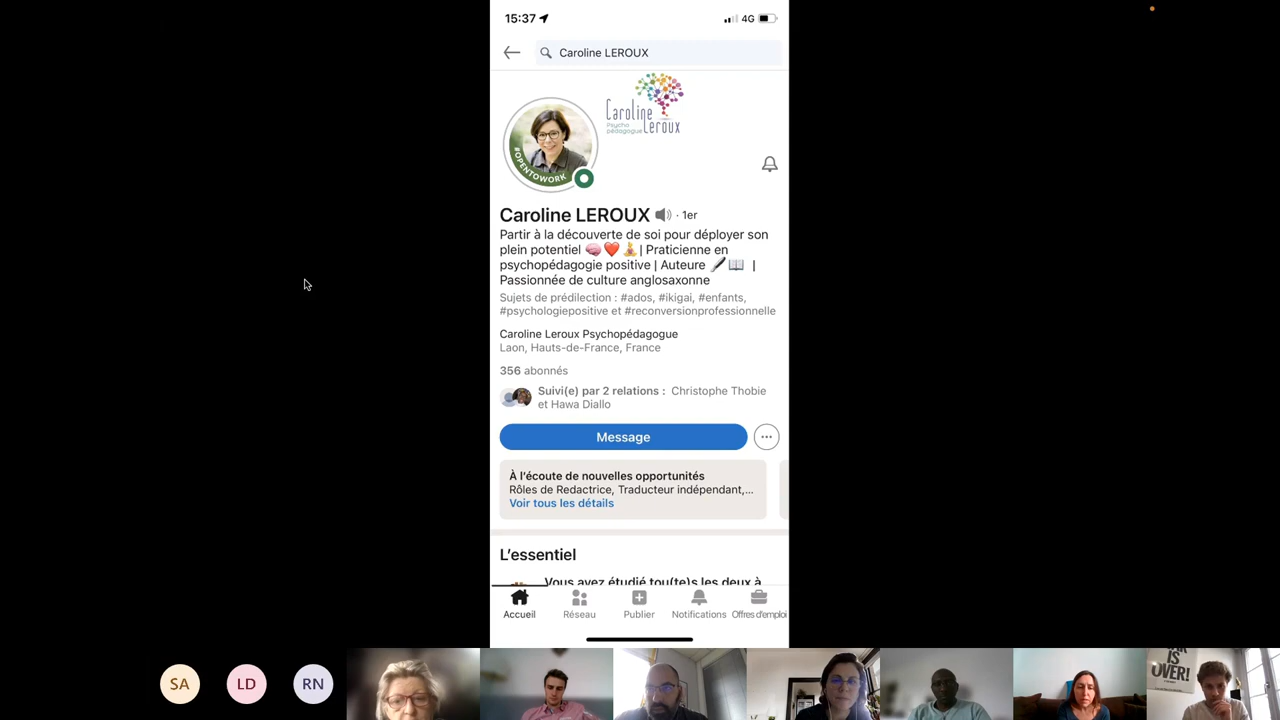 15:37
4G
Caroline LEROUX
Caroline
Leroux
Psycho
pédagogue
#OPENTOWORK
Caroline LEROUX · 1er
Partir à la découverte de soi pour déployer son
plein potentiel 🧠❤️🧘| Praticienne en
psychopédagogie positive | Auteure 🖋️📖 |
Passionnée de culture anglosaxonne
Sujets de prédilection : #ados, #ikigai, #enfants,
#psychologiepositive et #reconversionprofessionnelle
Caroline Leroux Psychopédagogue
Laon, Hauts-de-France, France
356 abonnés
Suivi(e) par 2 relations : Christophe Thobie
et Hawa Diallo
Message
À l'écoute de nouvelles opportunités
Rôles de Redactrice, Traducteur indépendant,...
Voir tous les détails
L'essentiel
Vous avez étudié tou(te)s les deux à
Accueil
Réseau
Publier
Notifications
Offres d'emploi
SA
LD
RN
IS
OVER!